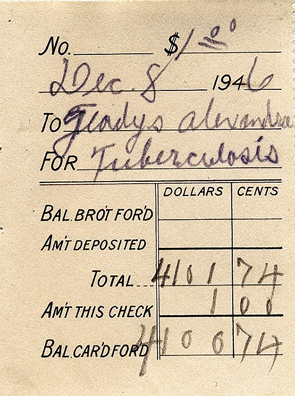 No. $1.00
Dec. 8 1946
To Gladys Alexandra
For Tuberculosis
DOLLARS CENTS
BAL. BRO'T FOR'D
AM'T DEPOSITED
TOTAL 4101 74
AM'T THIS CHECK 1 00
BAL. CAR'D FOR'D 4100 74